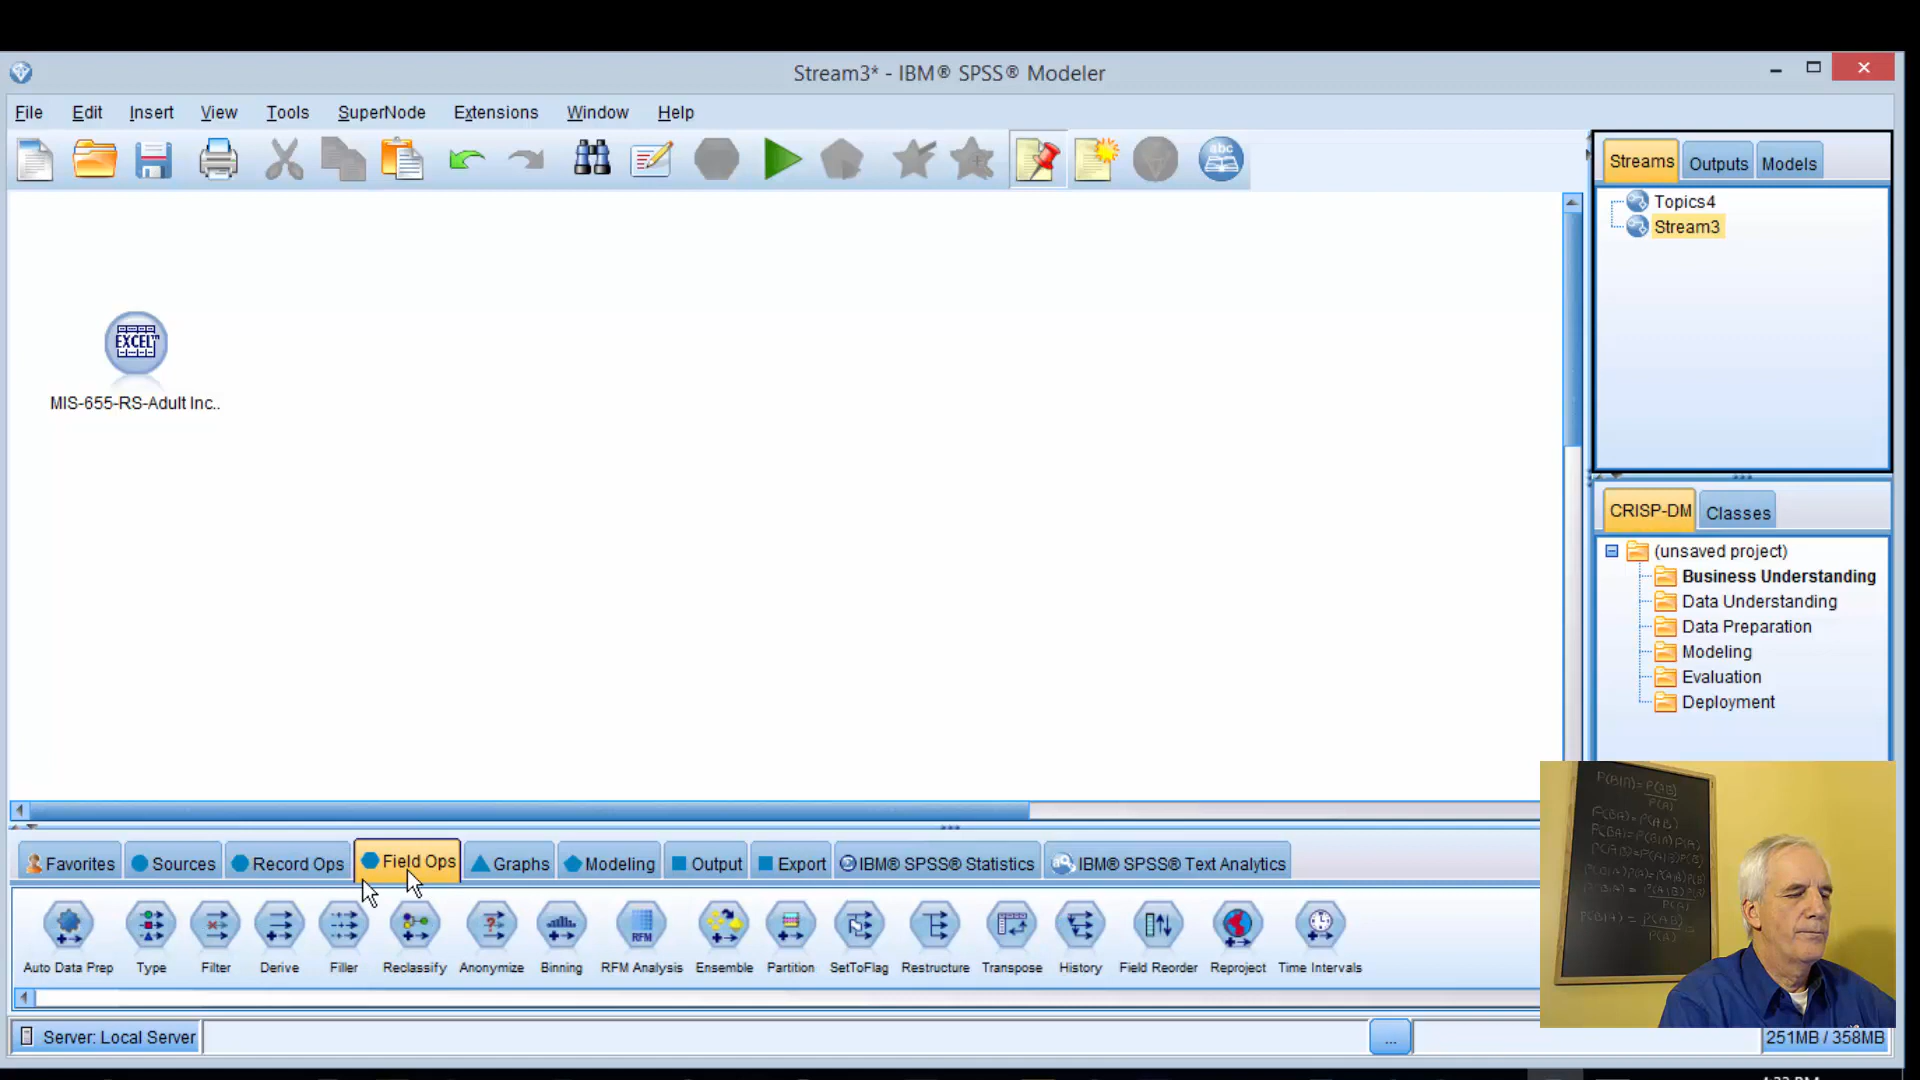 Stream3* - IBM® SPSS® Modeler
File Edit Insert View Tools SuperNode Extensions Window Help
abc
Streams Outputs Models
Topics4
Stream3
EXCEL™
MIS-655-RS-Adult Inc..
CRISP-DM Classes
(unsaved project)
Business Understanding
Data Understanding
Data Preparation
Modeling
Evaluation
Deployment
P(B|A)=P(AB)
P(A)
Favorites Sources Record Ops Field Ops Graphs Modeling Output Export IBM® SPSS® Statistics IBM® SPSS® Text Analytics
RFM
Auto Data Prep Type Filter Derive Filler Reclassify Anonymize Binning RFM Analysis Ensemble Partition SetToFlag Restructure Transpose History Field Reorder Reproject Time Intervals
Server: Local Server ... 251MB / 358MB